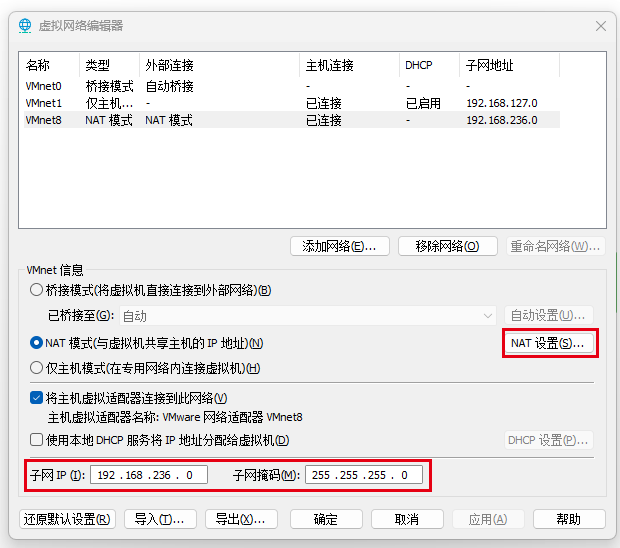 虚拟网络编辑器
名称 类型 外部连接 主机连接 DHCP 子网地址
VMnet0 桥接模式 自动桥接 - - -
VMnet1 仅主机... - 已连接 已启用 192.168.127.0
VMnet8 NAT 模式 NAT 模式 已连接 - 192.168.236.0
添加网络(E)... 移除网络(O) 重命名网络(W)...
VMnet 信息
桥接模式(将虚拟机直接连接到外部网络)(B)
已桥接至(G): 自动 自动设置(U)...
NAT 模式(与虚拟机共享主机的 IP 地址)(N) NAT 设置(S)...
仅主机模式(在专用网络内连接虚拟机)(H)
将主机虚拟适配器连接到此网络(V)
主机虚拟适配器名称: VMware 网络适配器 VMnet8
使用本地 DHCP 服务将 IP 地址分配给虚拟机(D) DHCP 设置(P)...
子网 IP (I): 192 . 168 . 236 . 0 子网掩码(M): 255 . 255 . 255 . 0
还原默认设置(R) 导入(T)... 导出(X)... 确定 取消 应用(A) 帮助